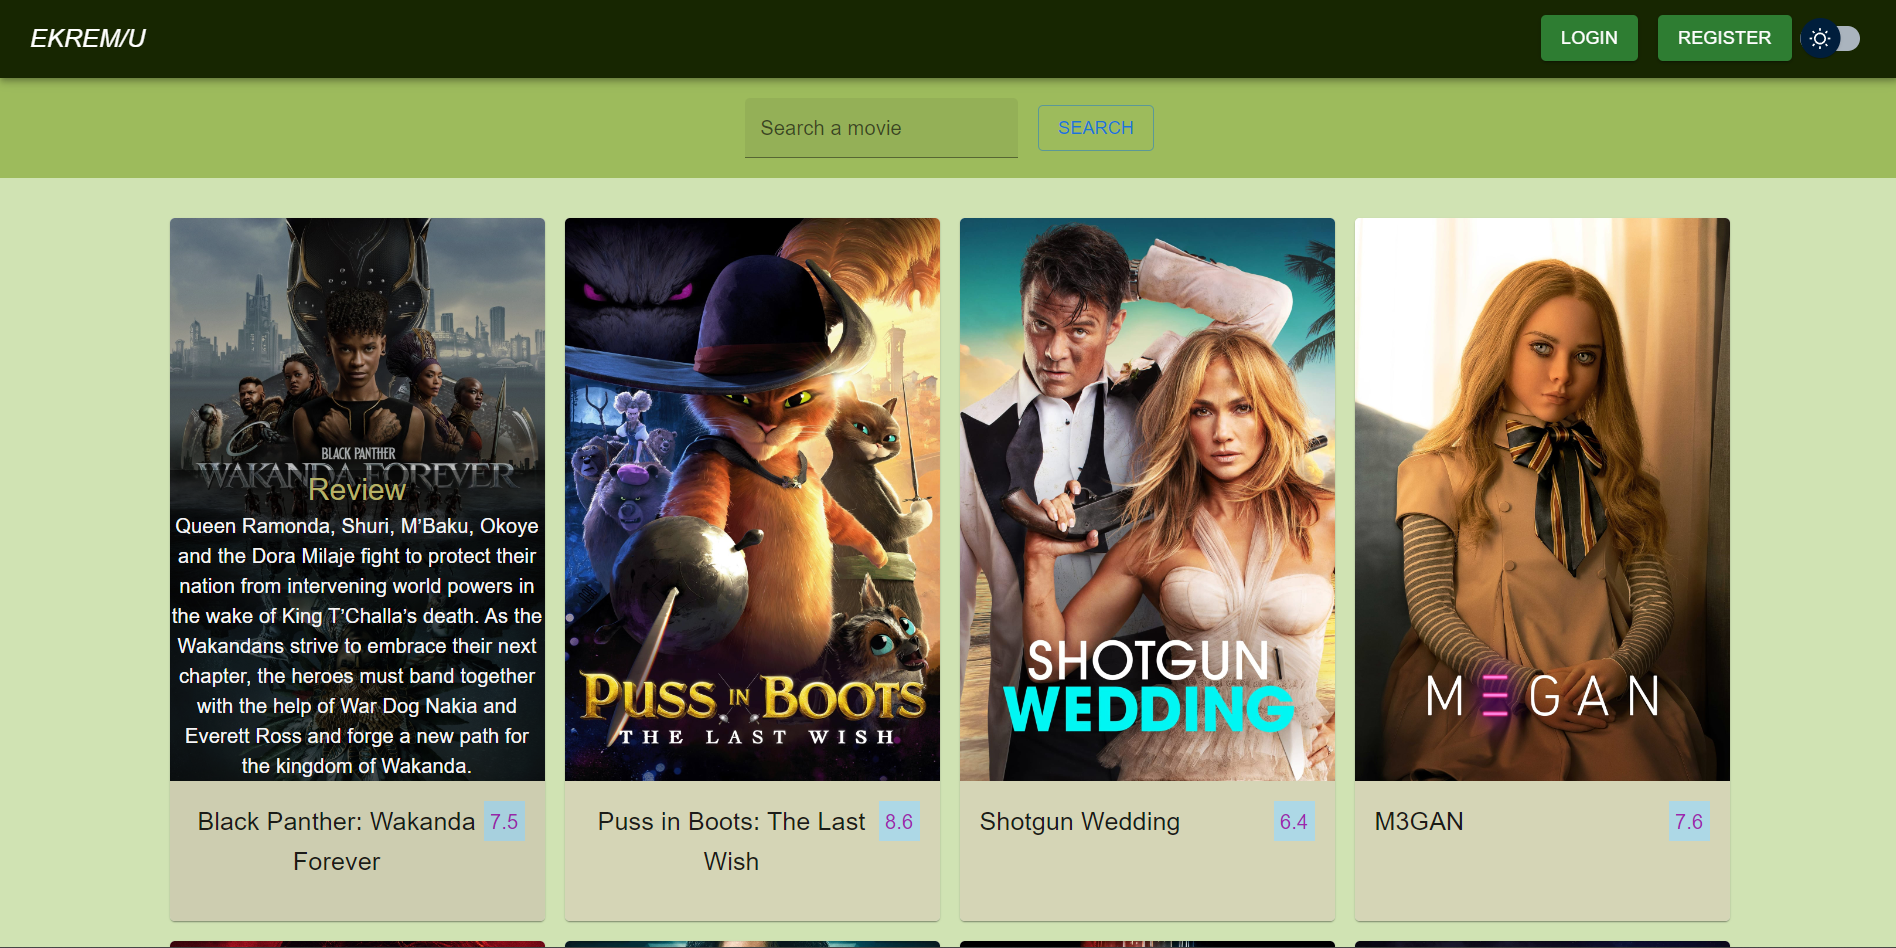 EKREM/U
LOGIN
REGISTER
Search a movie
SEARCH
BLACK PANTHER
WAKANDA FOREVER
Review
Queen Ramonda, Shuri, M’Baku, Okoye
and the Dora Milaje fight to protect their
nation from intervening world powers in
the wake of King T’Challa’s death. As the
Wakandans strive to embrace their next
chapter, the heroes must band together
with the help of War Dog Nakia and
Everett Ross and forge a new path for
the kingdom of Wakanda.
Black Panther: Wakanda
Forever
7.5
PUSS IN BOOTS
THE LAST WISH
Puss in Boots: The Last
Wish
8.6
SHOTGUN
WEDDING
Shotgun Wedding
6.4
MƎGAN
M3GAN
7.6